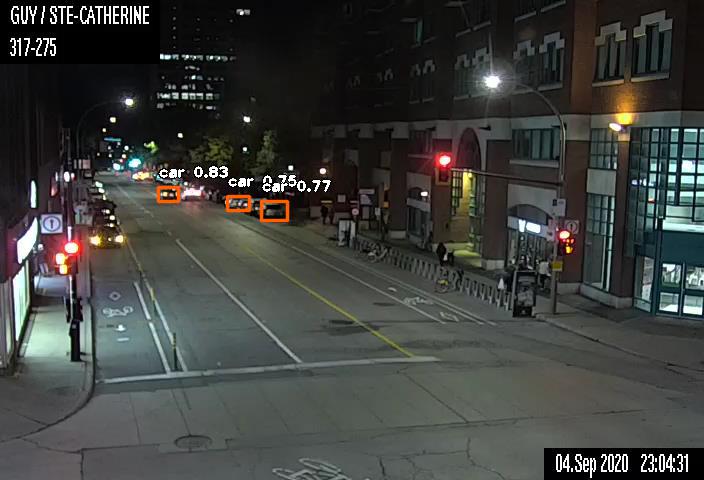 GUY / STE-CATHERINE
317-275
car 0.83
car 0.75
car 0.77
04.Sep 2020 23:04:31